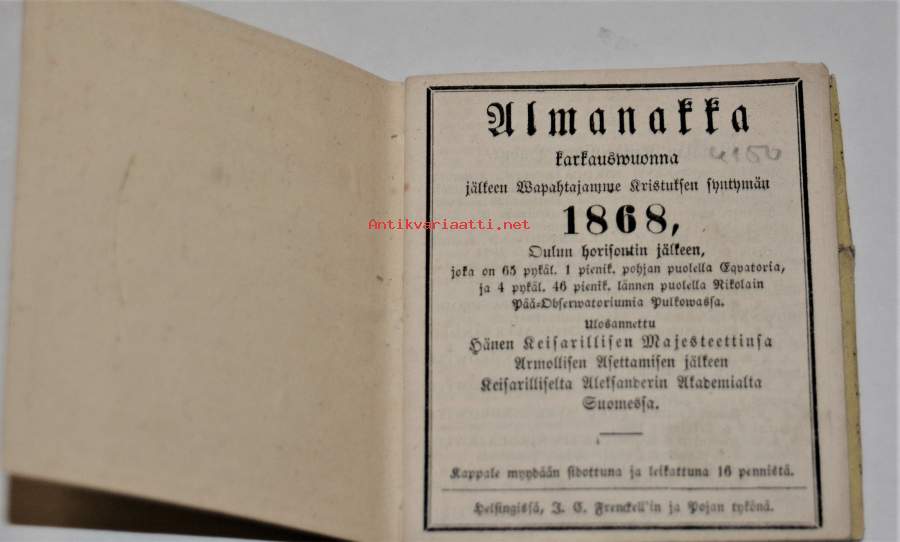 Almanakka
karkauswuonna 4150
jälkeen Wapahtajamme Kristuksen syntymän
1868,
Antikvariaatti.net
Oulun horisontin jälkeen,
joka on 65 pykäl. 1 pienik. pohjan puolella Eqvatoria,
ja 4 pykäl. 46 pienik. lännen puolella Nikolain
Pää-Observatoriumia Pulkowassa.
Ulosannettu
Hänen Keisarillisen Majesteettinsa
Armollisen Asettamisen jälkeen
Keisarilliselta Aleksanderin Akademialta
Suomessa.
Kappale myydään sidottuna ja leikattuna 16 pennistä.
Helsingissä, J. C. Frenckell'in ja Pojan tykönä.